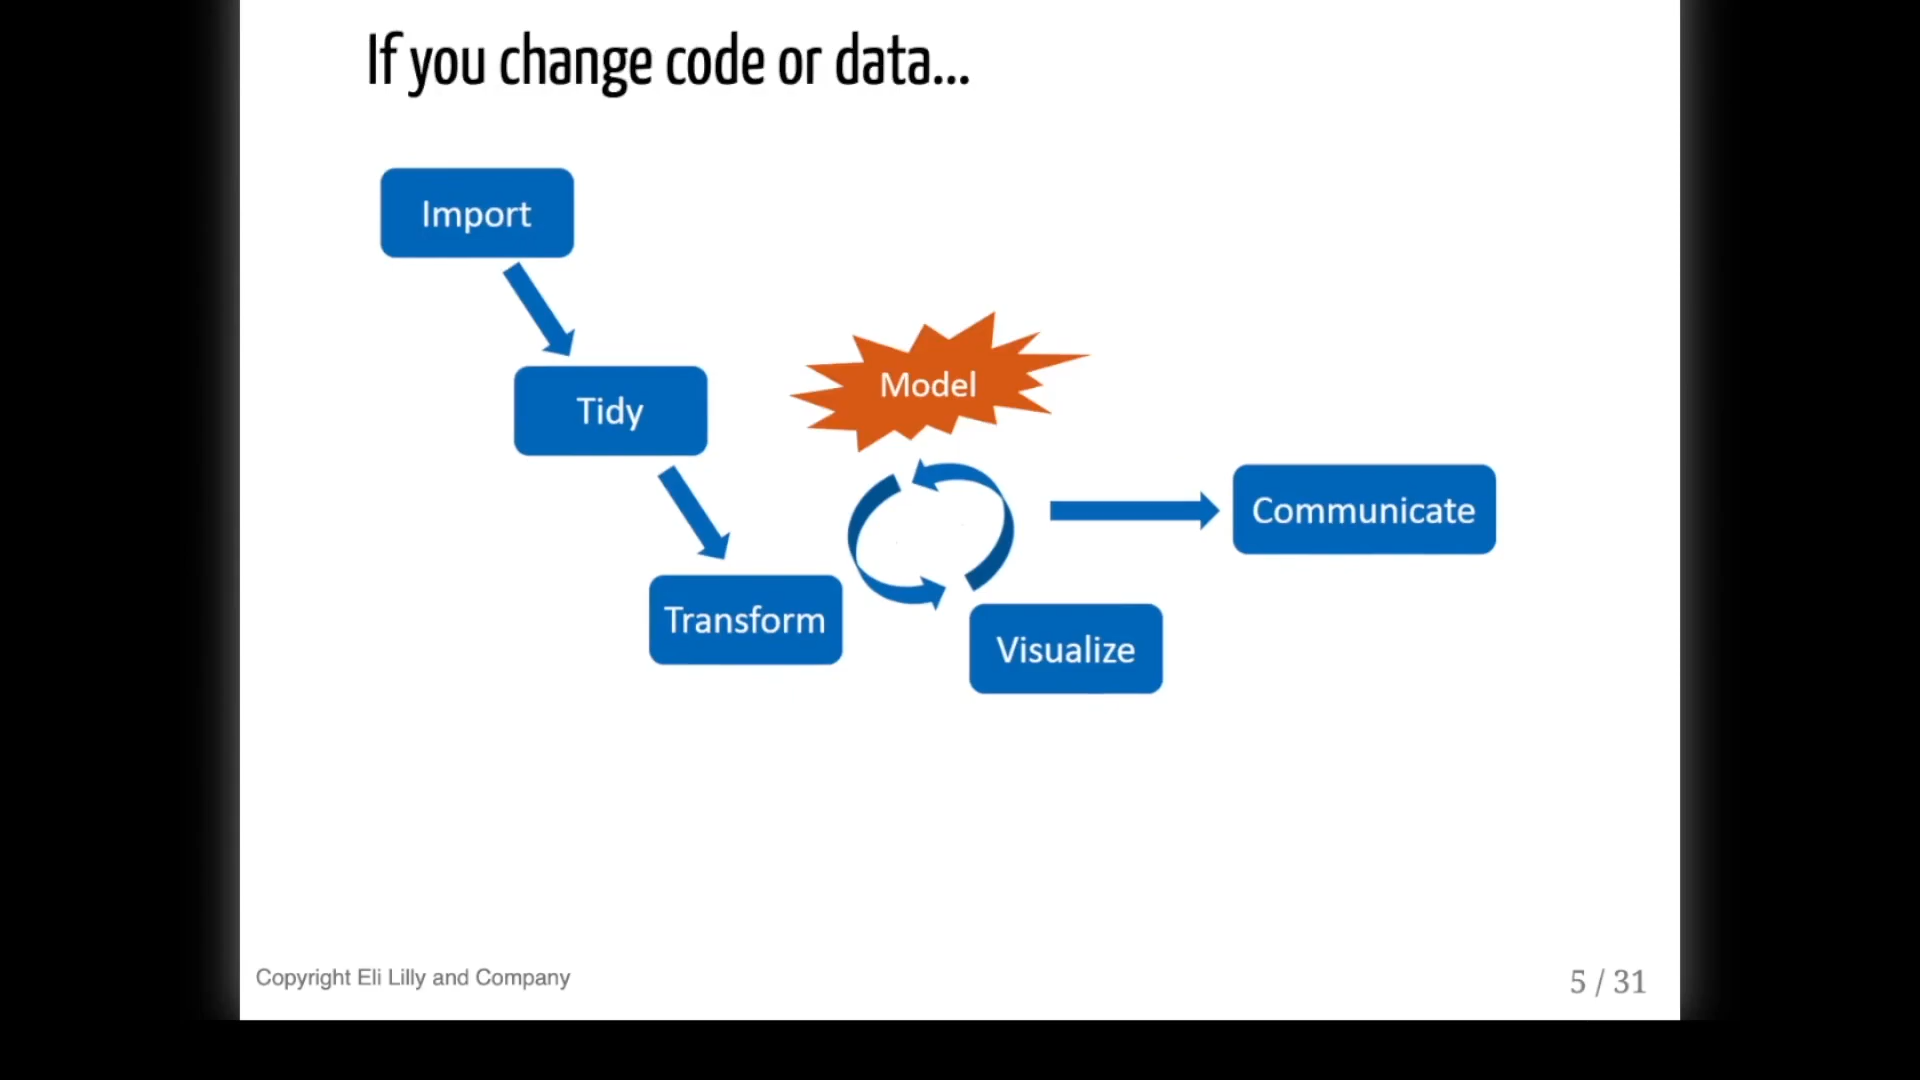 If you change code or data...
Import
Tidy
Model
Communicate
Transform
Visualize
Copyright Eli Lilly and Company
5 / 31